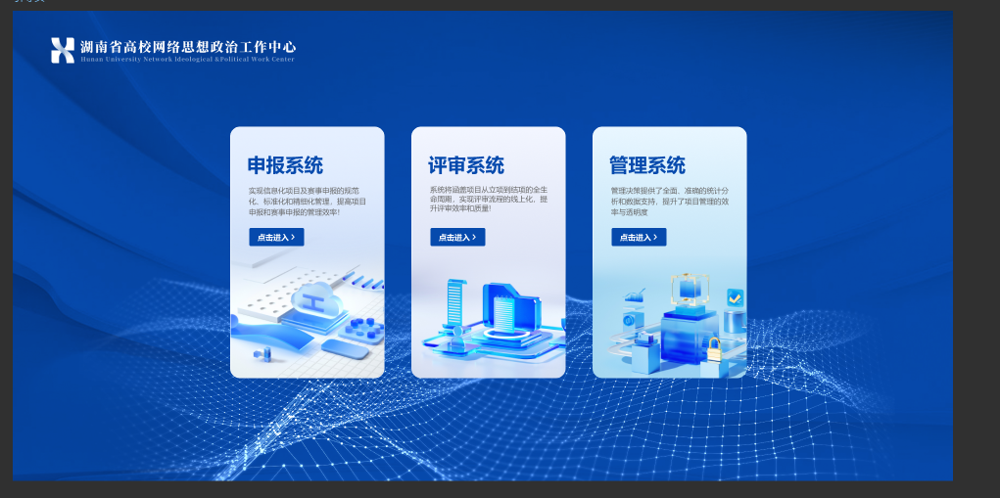 湖南省高校网络思想政治工作中心
Hunan University Network Ideological &Political Work Center
申报系统
实现信息化项目及赛事申报的规范
化、标准化和精细化管理，提高项目
申报和赛事申报的管理效率！
点击进入 >
评审系统
系统将涵盖项目从立项到结项的全生
命周期，实现评审流程的线上化，提
升评审效率和质量！
点击进入 >
管理系统
管理决策提供了全面、准确的统计分
析和数据支持，提升了项目管理的效
率与透明度
点击进入 >